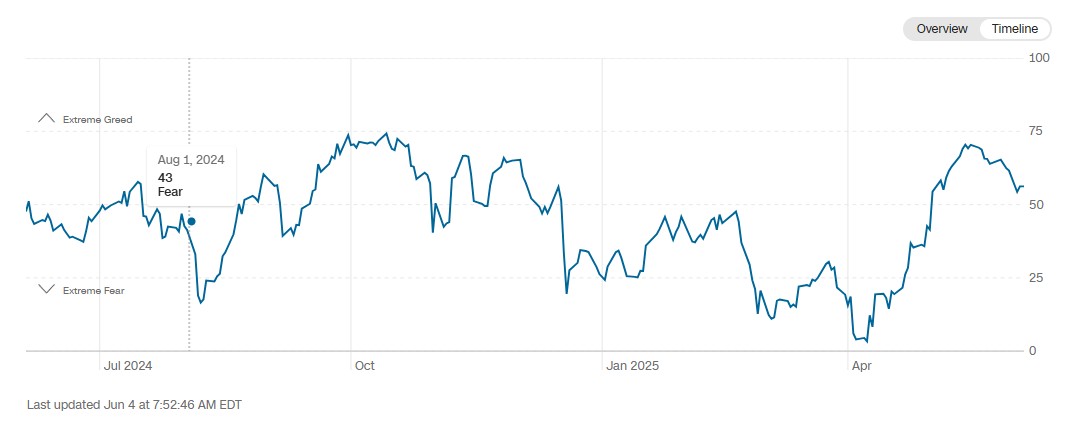 Overview Timeline
100
Extreme Greed
75
Aug 1, 2024
43
Fear
50
25
Extreme Fear
0
Jul 2024 Oct Jan 2025 Apr
Last updated Jun 4 at 7:52:46 AM EDT